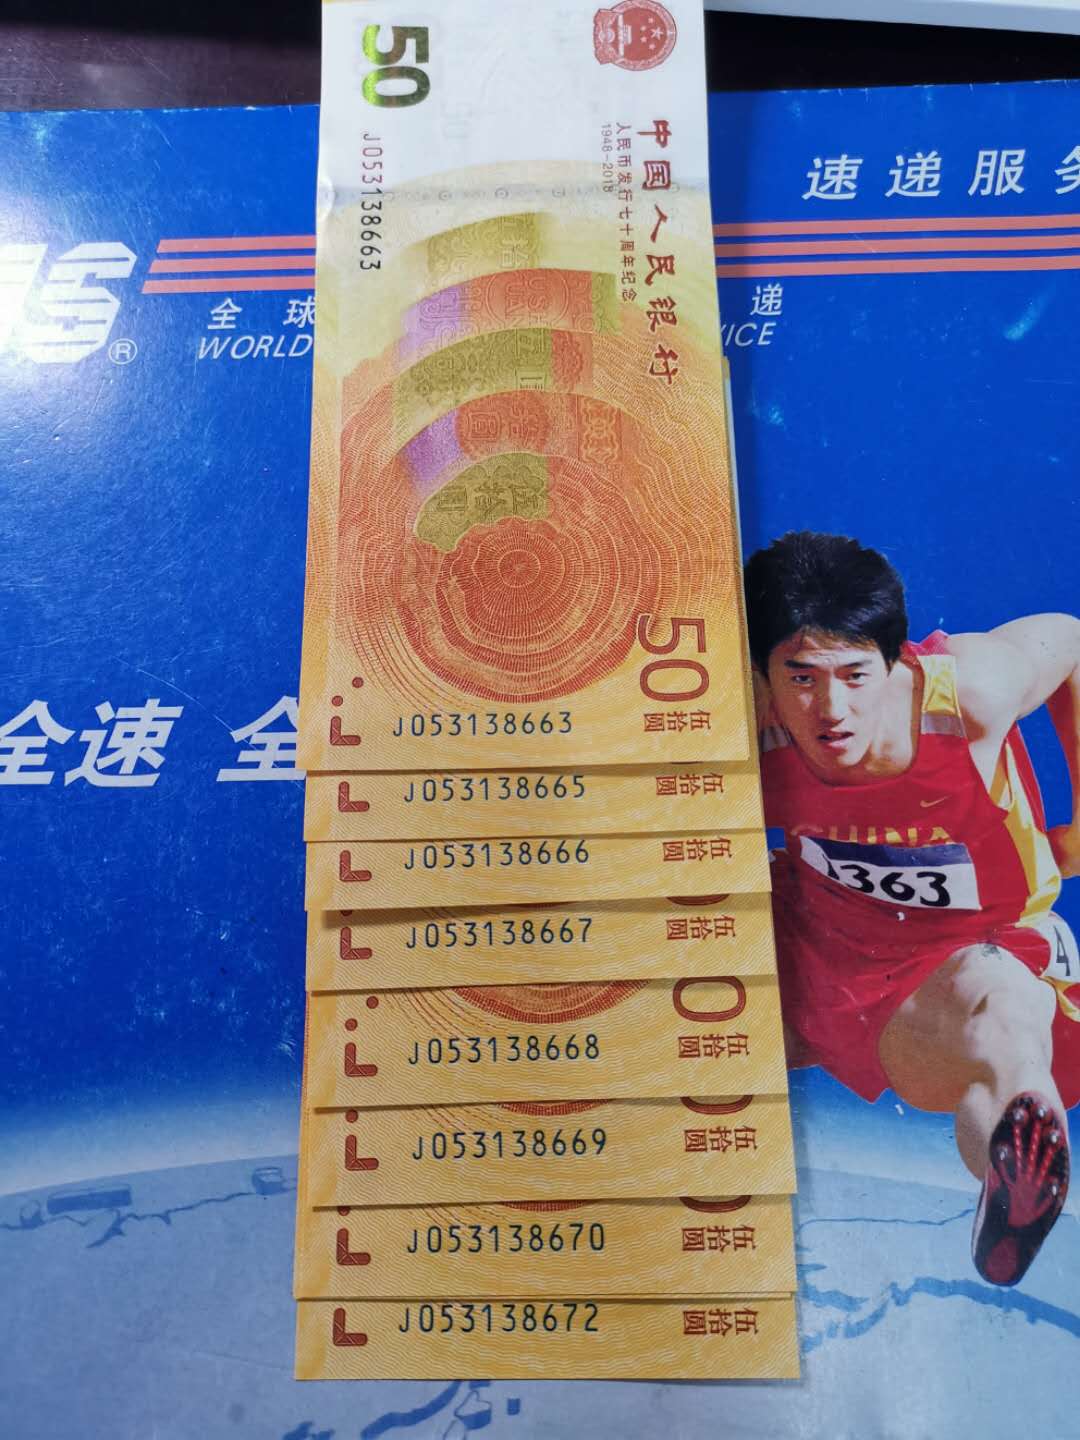 50
J053138663
中国人民银行
人民币发行七十周年纪念
1948-2018
50
伍拾圆
J053138663
J053138665
伍拾圆
J053138666
伍拾圆
J053138667
伍拾圆
J053138668
0
伍拾圆
J053138669
伍拾圆
J053138670
伍拾圆
J053138672
伍拾圆
速递服务
S®
全球
递
WORLD
VICE
全速 全
CHINA
1363
4